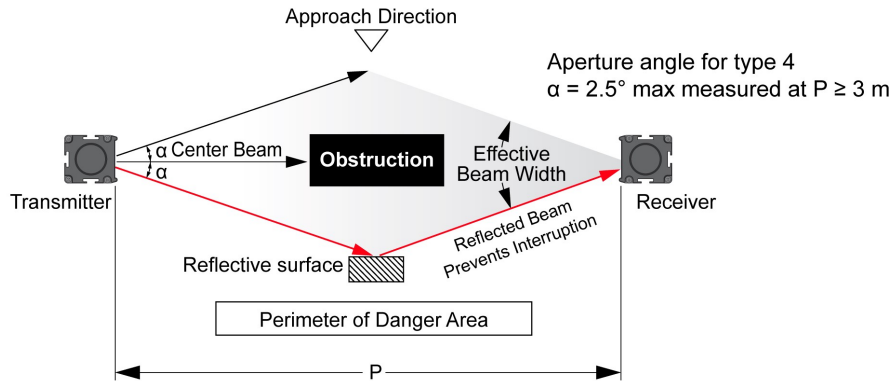 Approach Direction
Aperture angle for type 4
α = 2.5° max measured at P ≥ 3 m
α Center Beam
α
Obstruction
Effective
Beam Width
Transmitter
Receiver
Reflected Beam
Prevents Interruption
Reflective surface
Perimeter of Danger Area
P